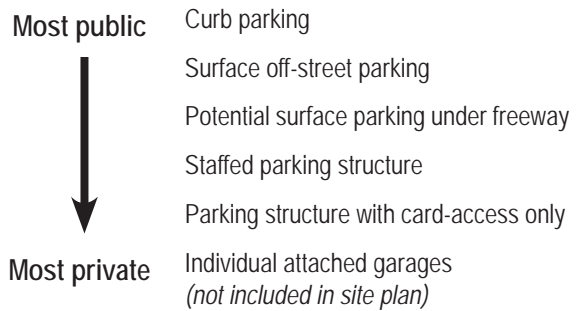 Most public
Curb parking
Surface off-street parking
Potential surface parking under freeway
Staffed parking structure
Parking structure with card-access only
Most private
Individual attached garages
(not included in site plan)